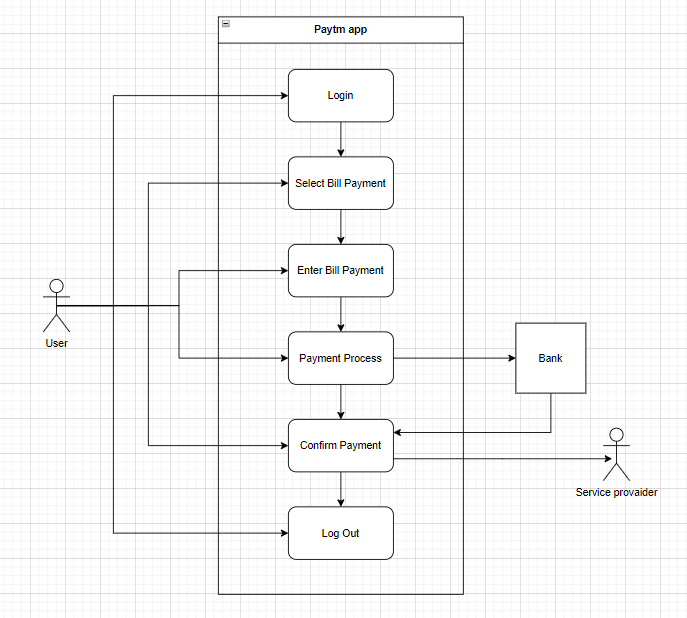 Paytm app
Login
Select Bill Payment
Enter Bill Payment
User
Payment Process
Bank
Confirm Payment
Service provaider
Log Out